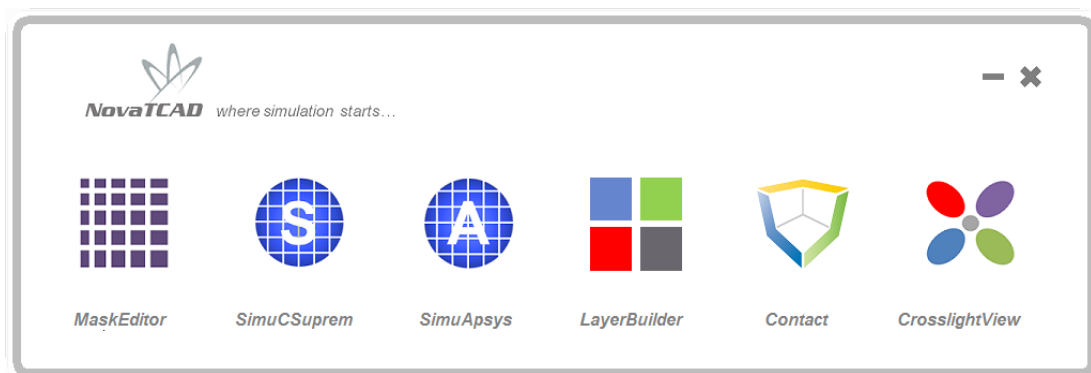 NovaTCAD where simulation starts...
S
A
MaskEditor SimuCSuprem SimuApsys LayerBuilder Contact CrosslightView